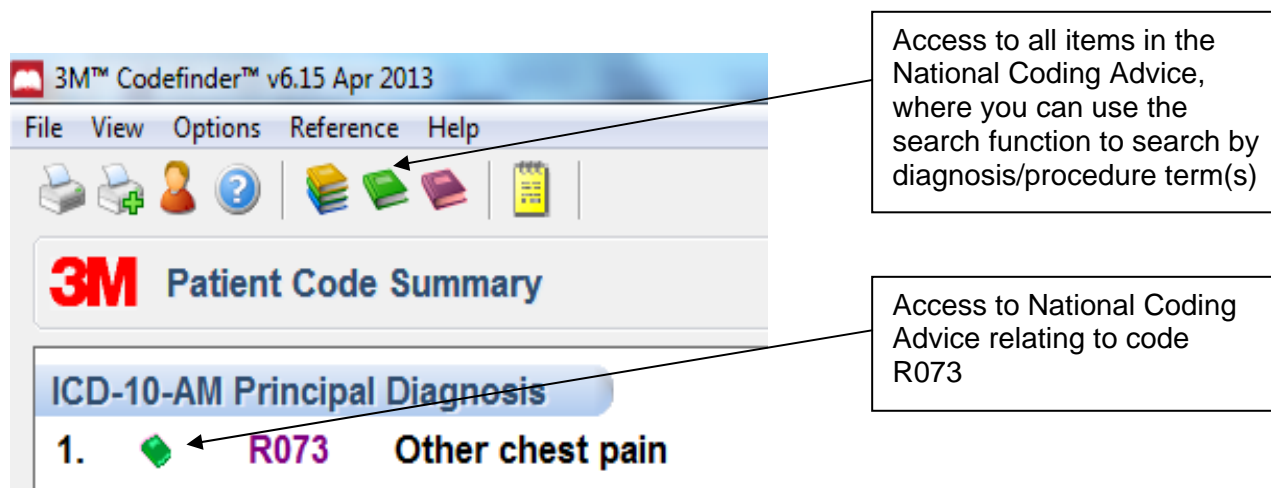 3M™ Codefinder™ v6.15 Apr 2013
File View Options Reference Help
3M Patient Code Summary
ICD-10-AM Principal Diagnosis
1. R073 Other chest pain
Access to all items in the
National Coding Advice,
where you can use the
search function to search by
diagnosis/procedure term(s)
Access to National Coding
Advice relating to code
R073